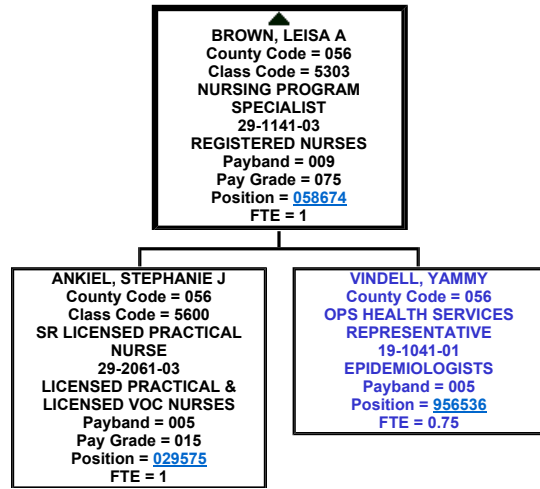 BROWN, LEISA A
County Code = 056
Class Code = 5303
NURSING PROGRAM
SPECIALIST
29-1141-03
REGISTERED NURSES
Payband = 009
Pay Grade = 075
Position = 058674
FTE = 1
ANKIEL, STEPHANIE J
County Code = 056
Class Code = 5600
SR LICENSED PRACTICAL
NURSE
29-2061-03
LICENSED PRACTICAL &
LICENSED VOC NURSES
Payband = 005
Pay Grade = 015
Position = 029575
FTE = 1
VINDELL, YAMMY
County Code = 056
OPS HEALTH SERVICES
REPRESENTATIVE
19-1041-01
EPIDEMIOLOGISTS
Payband = 005
Position = 956536
FTE = 0.75